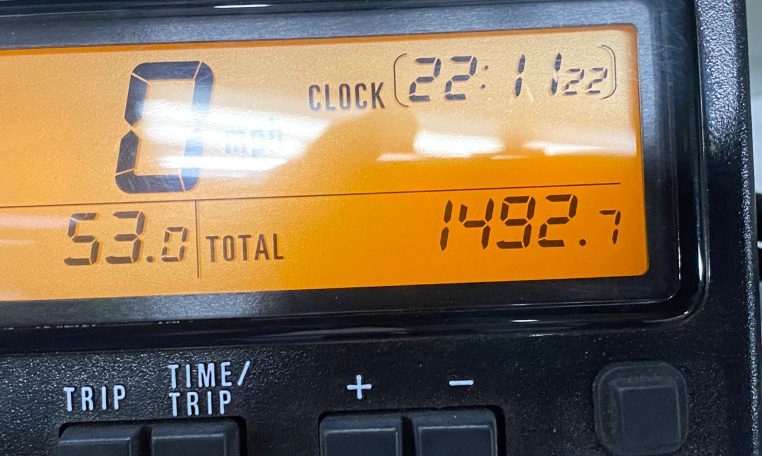 0 mph
CLOCK 22:11 22
53.0 TOTAL 1492.7
TRIP TIME/
TRIP
+ -